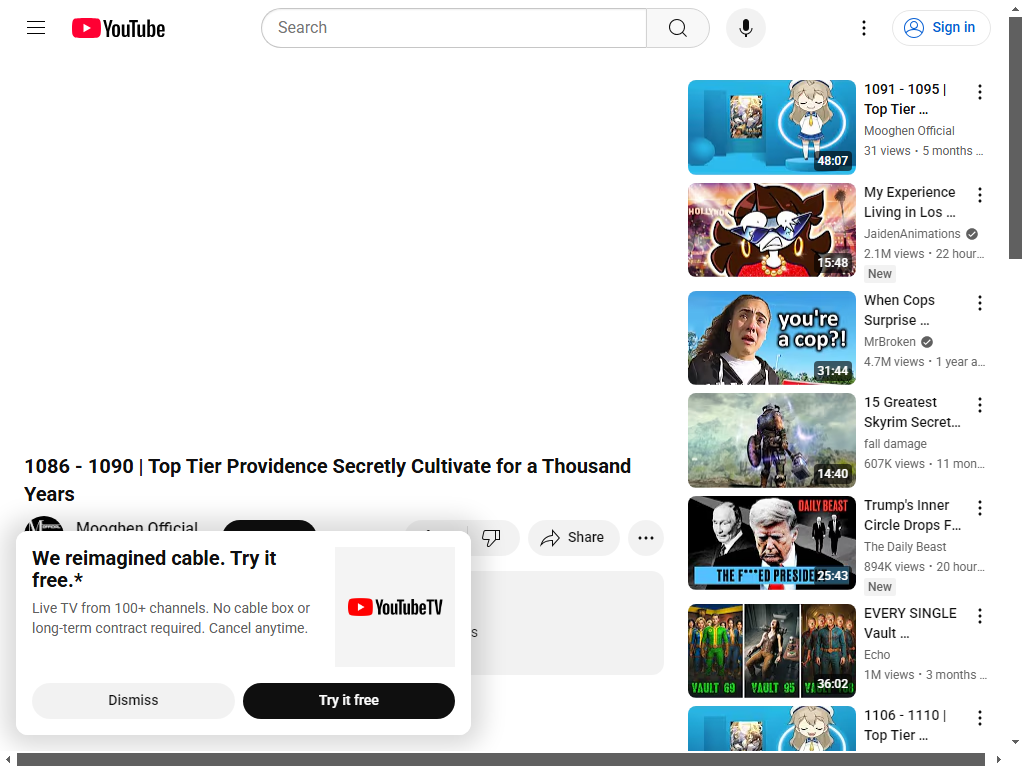 YouTube
Search
Sign in
1091 - 1095 |
Top Tier …
Mooghen Official
31 views • 5 months …
48:07
My Experience
Living in Los …
JaidenAnimations
2.1M views • 22 hour…
New
HOLLYWO
15:48
When Cops
Surprise …
MrBroken
4.7M views • 1 year a…
you're
a cop?!
31:44
15 Greatest
Skyrim Secret…
fall damage
607K views • 11 mon…
14:40
Trump's Inner
Circle Drops F…
The Daily Beast
894K views • 20 hour…
New
DAILY BEAST
THE F***ED PRESIDE
25:43
EVERY SINGLE
Vault …
Echo
1M views • 3 months …
VAULT 69
VAULT 95
36:02
1106 - 1110 |
Top Tier …
1086 - 1090 | Top Tier Providence Secretly Cultivate for a Thousand
Years
Mooghen Official
Share
We reimagined cable. Try it
free.*
Live TV from 100+ channels. No cable box or
long-term contract required. Cancel anytime.
YouTubeTV
Dismiss
Try it free
s